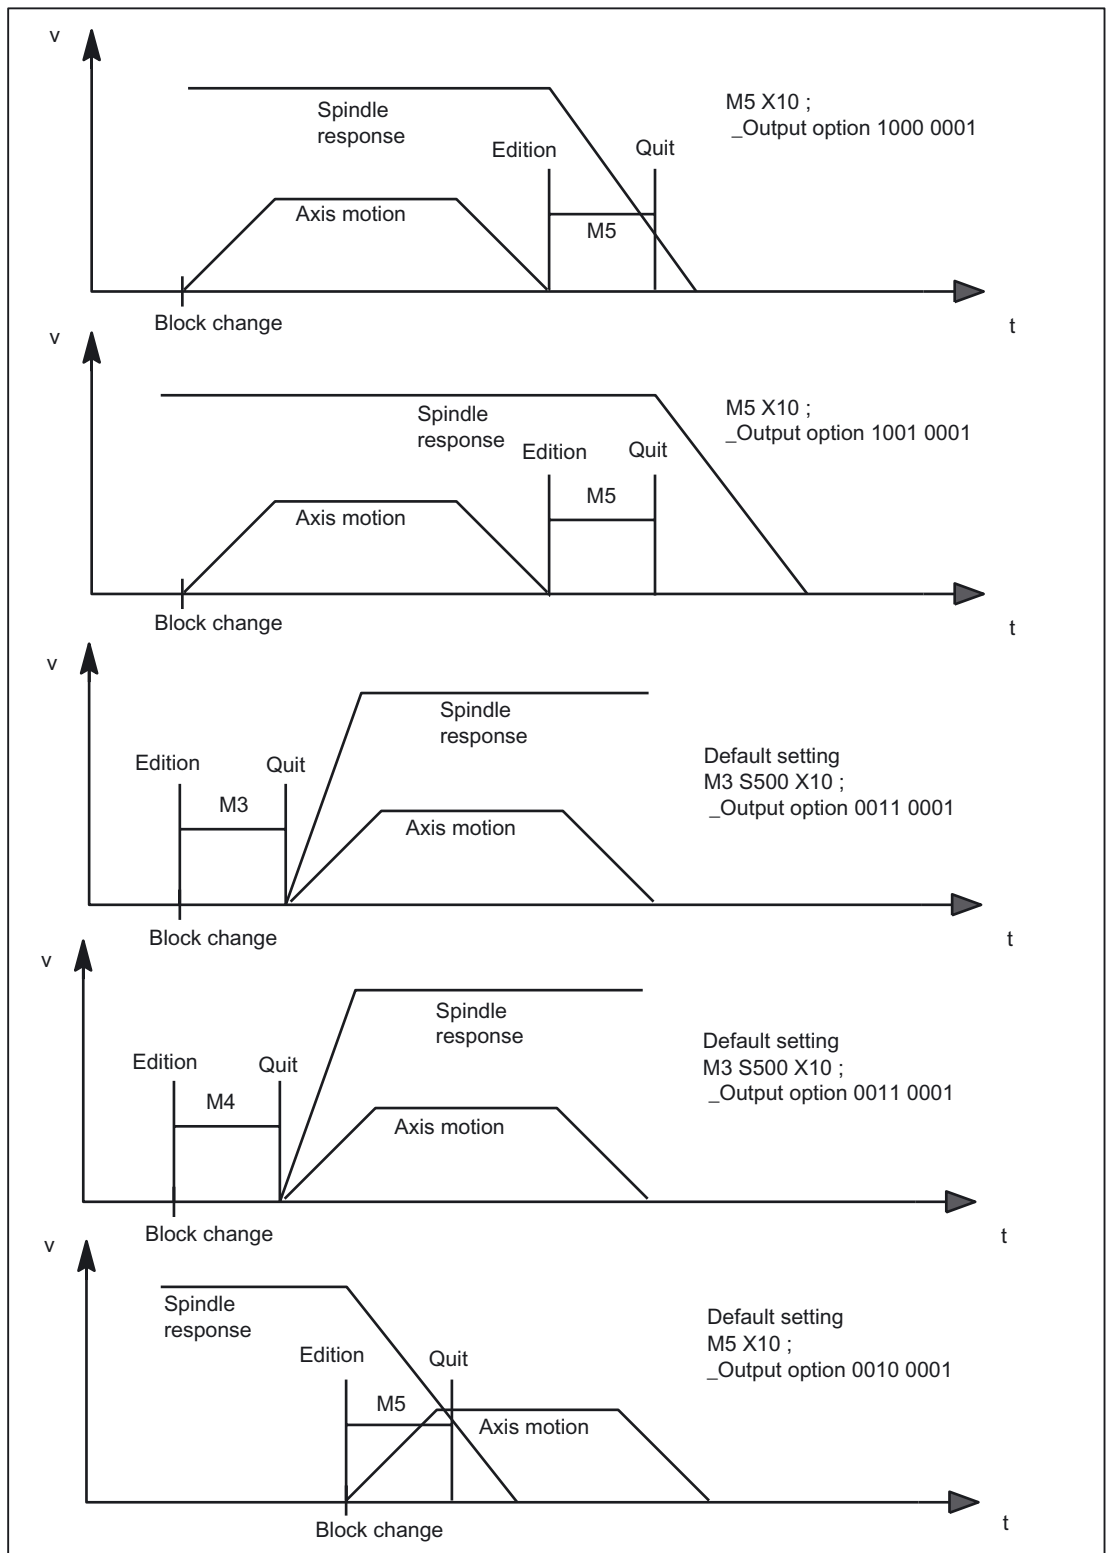 v
Spindle
response
M5 X10 ;
_Output option 1000 0001
Edition
Quit
Axis motion
M5
Block change
t
v
Spindle
response
M5 X10 ;
_Output option 1001 0001
Edition
Quit
M5
Axis motion
Block change
t
v
Spindle
response
Edition
Quit
M3
Axis motion
Default setting
M3 S500 X10 ;
_Output option 0011 0001
Block change
t
v
Spindle
response
Edition
Quit
M4
Axis motion
Default setting
M3 S500 X10 ;
_Output option 0011 0001
Block change
t
v
Spindle
response
Edition
Quit
M5
Axis motion
Default setting
M5 X10 ;
_Output option 0010 0001
Block change
t